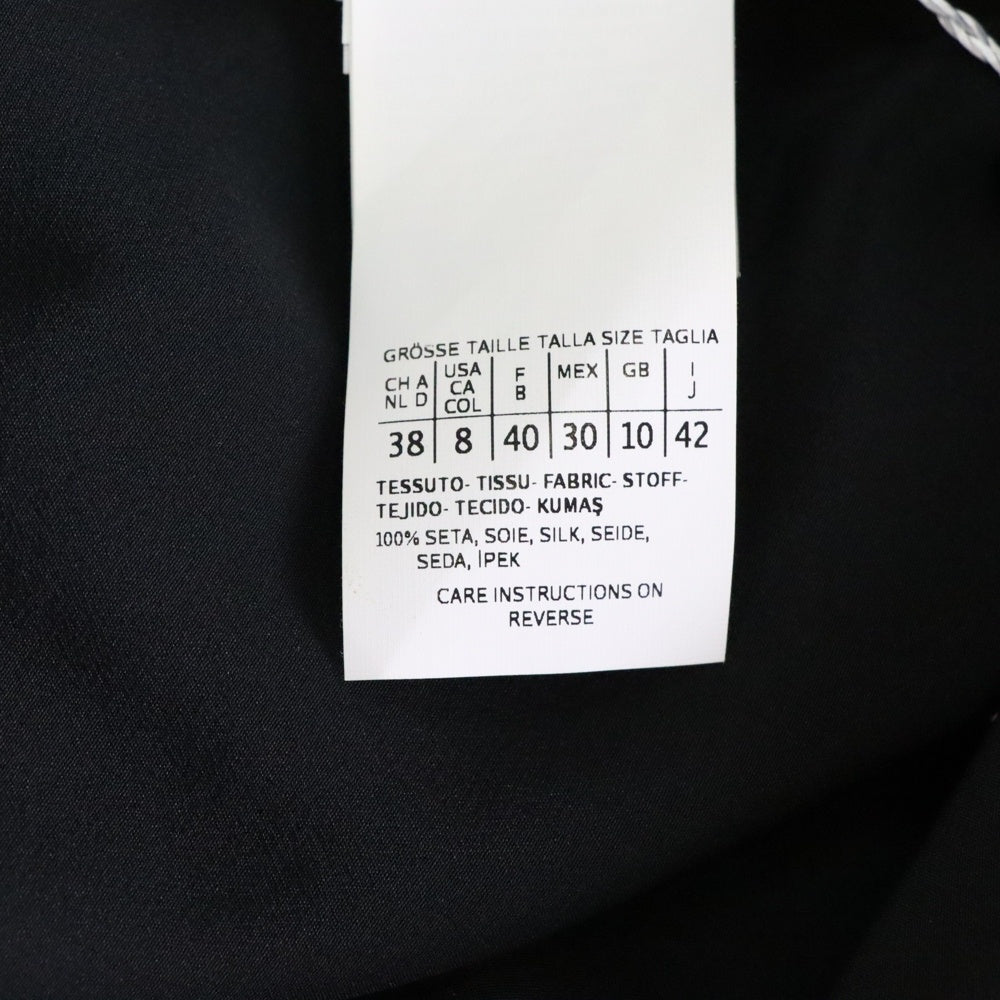 GRÖSSE TAILLE TALLA SIZE TAGLIA
CH A NL D | USA CA COL | F B | MEX | GB | I J
38 | 8 | 40 | 30 | 10 | 42
TESSUTO- TISSU- FABRIC- STOFF-
TEJIDO- TECIDO- KUMAŞ
100% SETA, SOIE, SILK, SEIDE,
SEDA, İPEK
CARE INSTRUCTIONS ON
REVERSE